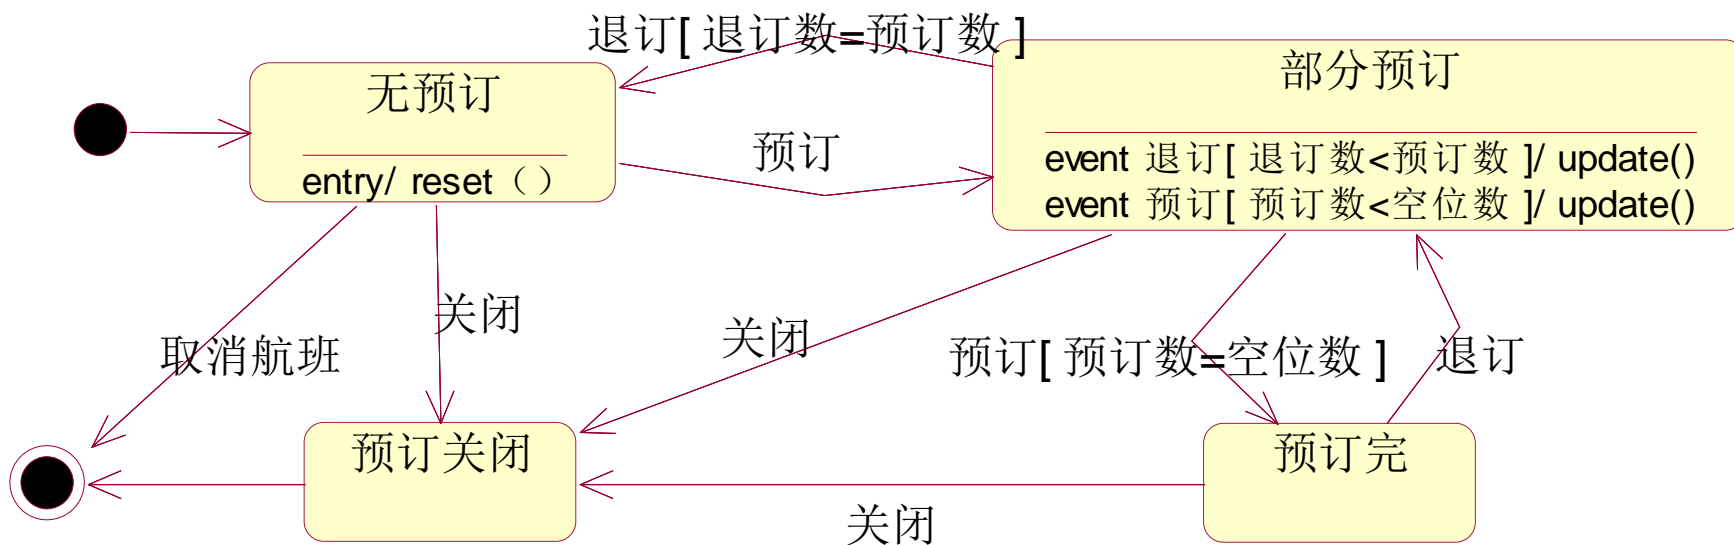 退订[ 退订数=预订数 ]
无预订
entry/ reset（）
预订
部分预订
event 退订[ 退订数<预订数 ]/ update()
event 预订[ 预订数<空位数 ]/ update()
取消航班
关闭
关闭
预订[ 预订数=空位数 ]
退订
预订关闭
预订完
关闭